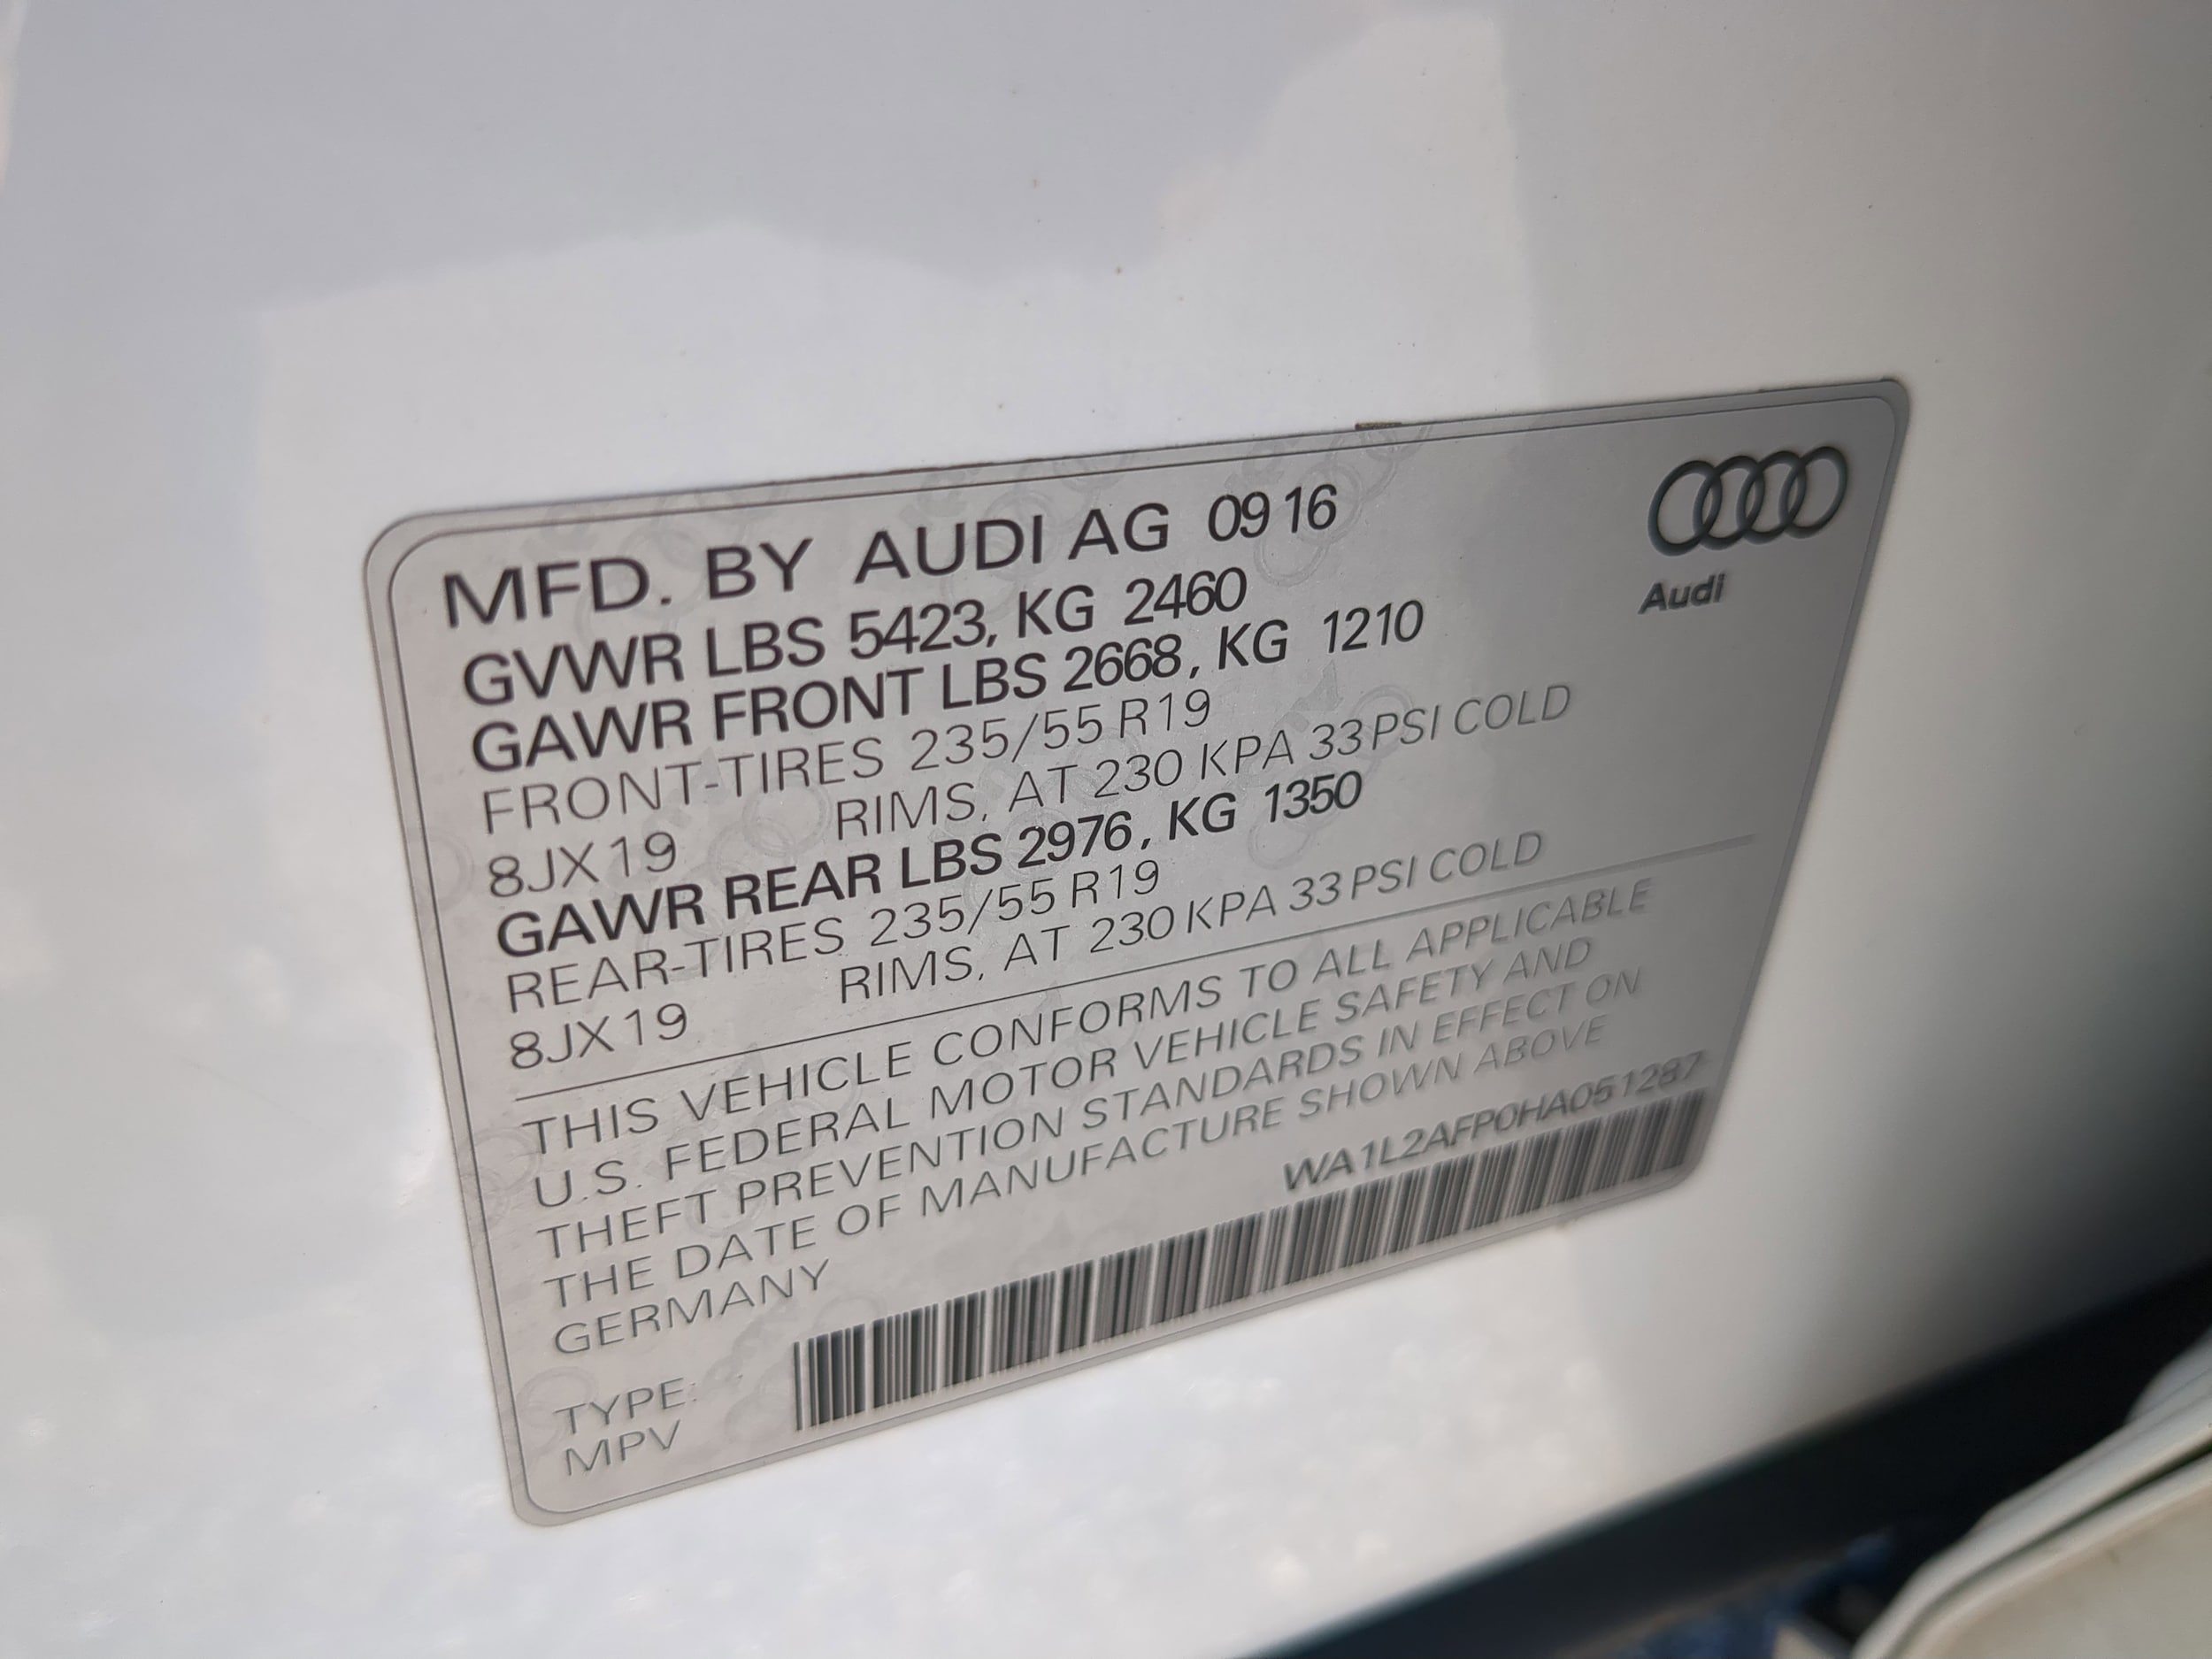 MFD. BY AUDI AG 0916
Audi
GVWR LBS 5423, KG 2460
GAWR FRONT LBS 2668, KG 1210
FRONT-TIRES 235/55 R19
8JX19 RIMS, AT 230 KPA 33 PSI COLD
GAWR REAR LBS 2976, KG 1350
REAR-TIRES 235/55 R19
8JX19 RIMS, AT 230 KPA 33 PSI COLD
THIS VEHICLE CONFORMS TO ALL APPLICABLE
U.S. FEDERAL MOTOR VEHICLE SAFETY AND
THEFT PREVENTION STANDARDS IN EFFECT ON
THE DATE OF MANUFACTURE SHOWN ABOVE
GERMANY
WA1L2AFP0HA051287
TYPE:
MPV